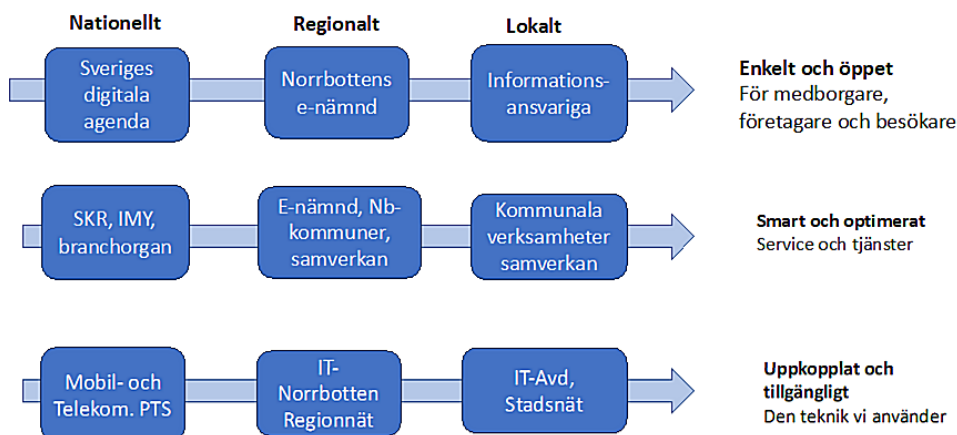 Nationellt
Regionalt
Lokalt
Sveriges
digitala
agenda
Norrbottens
e-nämnd
Informations-
ansvariga
Enkelt och öppet
För medborgare,
företagare och besökare
SKR, IMY,
branchorgan
E-nämnd, Nb-
kommuner,
samverkan
Kommunala
verksamheter
samverkan
Smart och optimerat
Service och tjänster
Mobil- och
Telekom. PTS
IT-
Norrbotten
Regionnät
IT-Avd,
Stadsnät
Uppkopplat och
tillgängligt
Den teknik vi använder